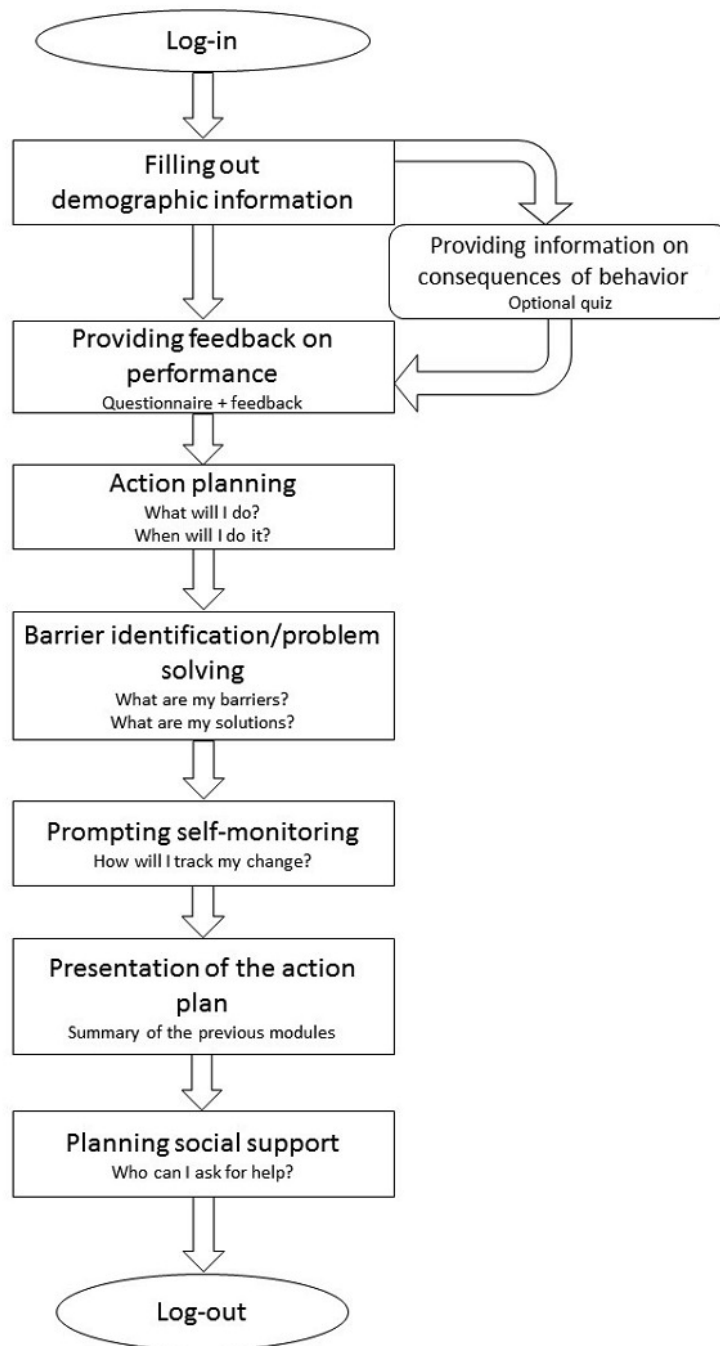 Log-in
Filling out
demographic information
Providing information on
consequences of behavior
Optional quiz
Providing feedback on
performance
Questionnaire + feedback
Action planning
What will I do?
When will I do it?
Barrier identification/problem
solving
What are my barriers?
What are my solutions?
Prompting self-monitoring
How will I track my change?
Presentation of the action
plan
Summary of the previous modules
Planning social support
Who can I ask for help?
Log-out